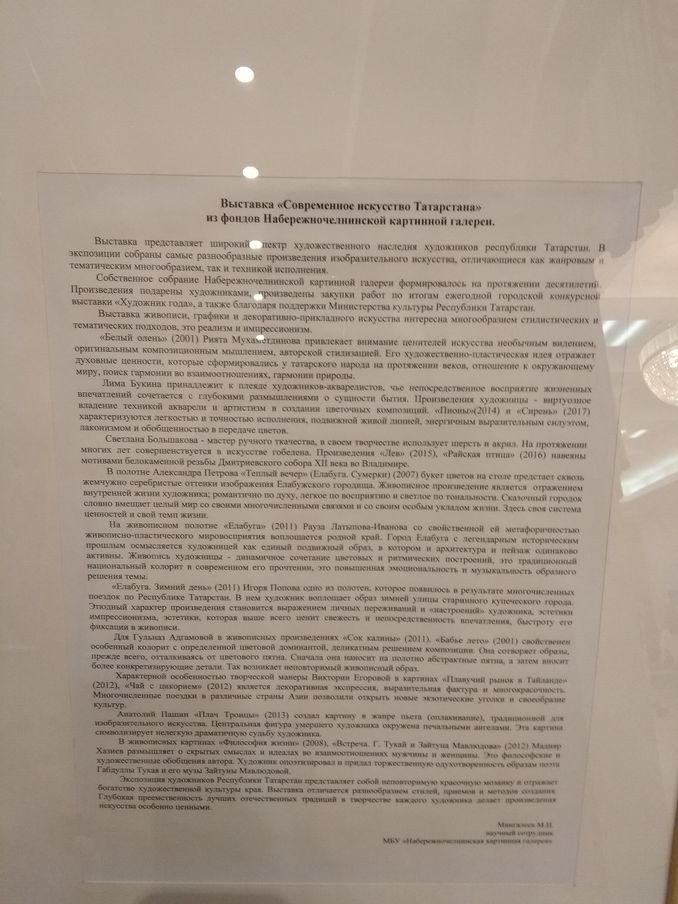 Выставка «Современное искусство Татарстана»
из фондов Набережночелнинской картинной галереи.
Выставка представляет широкий спектр художественного наследия художников республики Татарстан. В
экспозиции собраны самые разнообразные произведения изобразительного искусства, отличающиеся как жанровым и
тематическим многообразием, так и техникой исполнения.
Собственное собрание Набережночелнинской картинной галереи формировалось на протяжении десятилетий.
Произведения подарены художниками, произведены закупки работ по итогам ежегодной городской конкурсной
выставки «Художник года», а также благодаря поддержки Министерства культуры Республики Татарстан.
Выставка живописи, графики и декоративно-прикладного искусства интересна многообразием стилистических и
тематических подходов, это реализм и импрессионизм.
«Белый олень» (2001) Рията Мухаметдинова привлекает внимание ценителей искусства необычным видением,
оригинальным композиционным мышлением, авторской стилизацией. Его художественно-пластическая идея отражает
духовные ценности, которые сформировались у татарского народа на протяжении веков, отношение к окружающему
миру, поиск гармонии во взаимоотношениях, гармонии природы.
Лима Букина принадлежит к плеяде художников-акварелистов, чье непосредственное восприятие жизненных
впечатлений сочетается с глубокими размышлениями о сущности бытия. Произведения художницы - виртуозное
владение техникой акварели и артистизм в создании цветочных композиций. «Пионы»(2014) и «Сирень» (2017)
характеризуются легкостью и точностью исполнения, подвижной живой линией, энергичным выразительным силуэтом,
лаконизмом и обобщенностью в передаче цветов.
Светлана Большакова - мастер ручного ткачества, в своем творчестве использует шерсть и акрил. На протяжении
многих лет совершенствуется в искусстве гобелена. Произведения «Лев» (2015), «Райская птица» (2016) навеяны
мотивами белокаменной резьбы Дмитриевского собора XII века во Владимире.
В полотне Александра Петрова «Теплый вечер» (Елабуга. Сумерки) (2007) букет цветов на столе предстает сквозь
жемчужно серебристые оттенки изображения Елабужского городища. Живописное произведение является отражением
внутренней жизни художника; романтично по духу, легкое по восприятию и светлое по тональности. Сказочный городок
словно вмещает целый мир со своими многочисленными связями и со своим особым укладом жизни. Здесь своя система
ценностей и свой темп жизни.
На живописном полотне «Елабуга» (2011) Рауза Латыпова-Иванова со свойственной ей метафоричностью
живописно-пластического мировосприятия воплощается родной край. Город Елабуга с легендарным историческим
прошлым осмысляется художницей как единый подвижный образ, в котором и архитектура и пейзаж одинаково
активны. Живопись художницы - динамичное сочетание цветовых и ритмических построений, это традиционный
национальный колорит в современном его прочтении, это повышенная эмоциональность и музыкальность образного
решения темы.
«Елабуга. Зимний день» (2011) Игоря Попова одно из полотен, которое появилось в результате многочисленных
поездок по Республике Татарстан. В нем художник воплощает образ зимней улицы старинного купеческого города.
Этюдный характер произведения становится выражением личных переживаний и «настроений» художника, эстетики
импрессионизма, эстетики, которая выше всего ценит свежесть и непосредственность впечатления, быстроту его
фиксации в живописи.
Для Гульназ Адгамовой в живописных произведениях «Сок калины» (2011). «Бабье лето» (2001) свойственен
особенный колорит с определенной цветовой доминантой, деликатным решением композиции. Она сотворяет образы,
прежде всего, отталкиваясь от цветового пятна. Сначала она наносит на полотно абстрактные пятна, а затем вносит
более конкретизирующие детали. Так возникает неповторимый живописный образ.
Характерной особенностью творческой манеры Виктории Егоровой в картинах «Плавучий рынок в Тайланде»
(2012), «Чай с цикорием» (2012) является декоративная экспрессия, выразительная фактура и многокрасочность.
Многочисленные поездки в различные страны Азии позволили открыть новые экзотические уголки и своеобразие
культур.
Анатолий Пашин «Плач Троицы» (2013) создал картину в жанре пьета (оплакивание), традиционной для
изобразительного искусства. Центральная фигура умершего художника окружена печальными ангелами. Эта картина
символизирует нелегкую драматичную судьбу художника.
В живописных картинах «Философия жизни» (2008), «Встреча. Г. Тукай и Зайтуна Мавлюдова» (2012) Мадияр
Хазиев размышляет о скрытых смыслах и идеалах во взаимоотношениях мужчины и женщины. Это философские и
художественные обобщения автора. Художник опоэтизировал и придал торжественную одухотворенность образам поэта
Габдуллы Тукая и его музы Зайтуны Мавлюдовой.
Экспозиция художников Республики Татарстан представляет собой неповторимую красочную мозаику и отражает
богатство художественной культуры края. Выставка отличается разнообразием стилей, приемов и методов создания.
Глубокая преемственность лучших отечественных традиций в творчестве каждого художника делает произведения
искусства особенно ценными.
М.Н.
научный сотрудник
МБУ «Набережночелнинская картинная галерея»